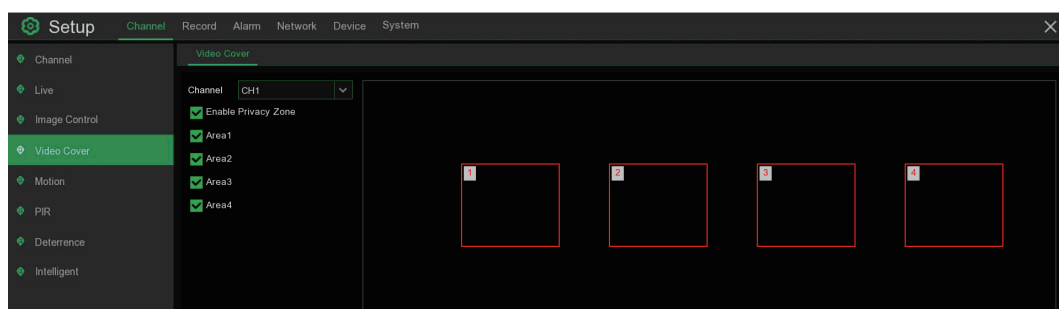 Setup Channel Record Alarm Network Device System
Channel
Live
Image Control
Video Cover
Motion
PIR
Deterrence
Intelligent
Video Cover
Channel CH1
Enable Privacy Zone
Area1
Area2
Area3
Area4
1 2 3 4